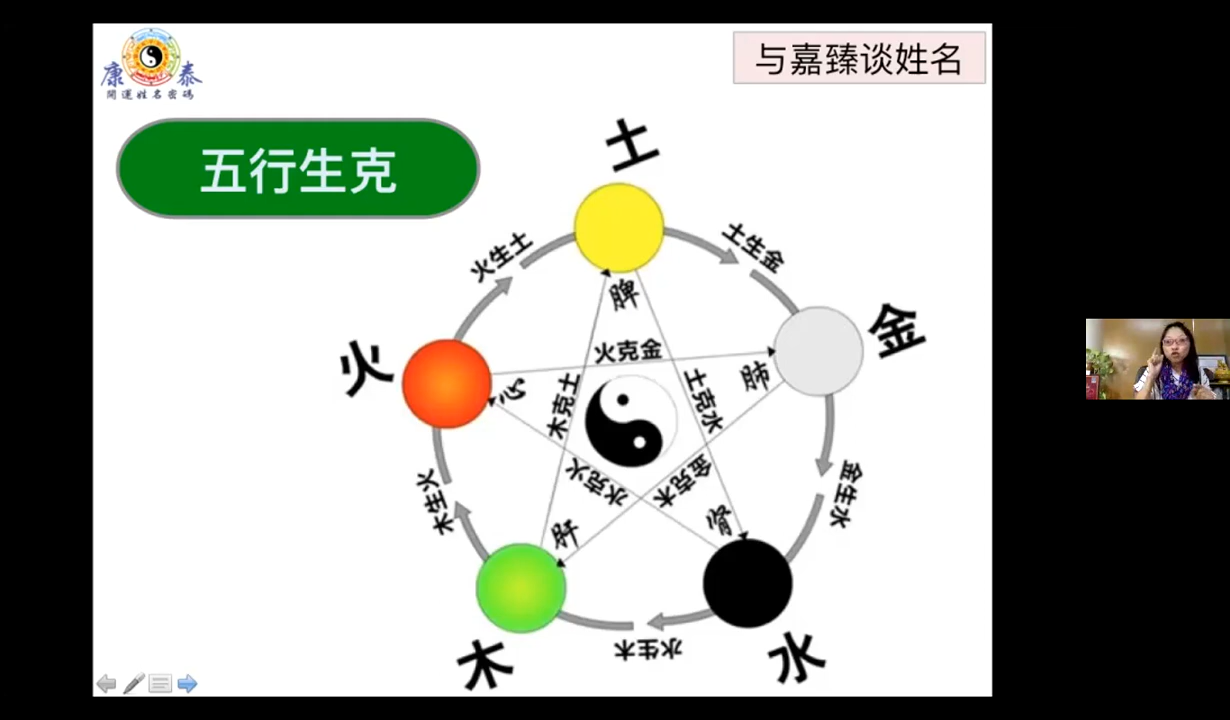 康 泰
開運姓名密碼
与嘉臻谈姓名
五行生克
土
火生土
土生金
脾
火
金
火克金
心
肺
木克土
土克水
水克火
金克木
木生火
金生水
肝
肾
水生木
木
水